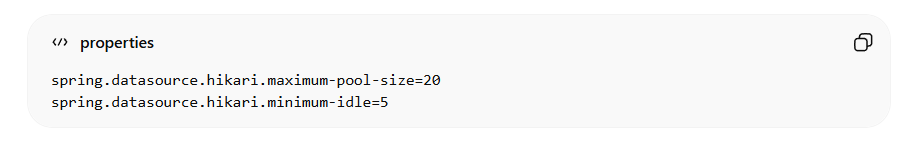 properties
spring.datasource.hikari.maximum-pool-size=20
spring.datasource.hikari.minimum-idle=5